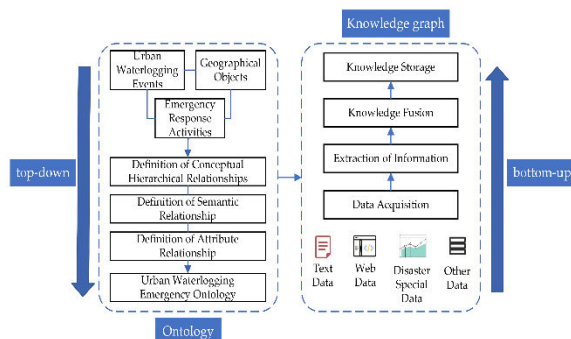 Knowledge graph
Urban
Waterlogging
Events
Geographical
Objects
Emergency
Response
Activities
top-down
Definition of Conceptual
Hierarchical Relationships
Definition of Semantic
Relationship
Definition of Attribute
Relationship
Urban Waterlogging
Emergency Ontology
Ontology
Knowledge Storage
Knowledge Fusion
Extraction of Information
Data Acquisition
bottom-up
Text
Data
Web
Data
Disaster
Special
Data
Other
Data